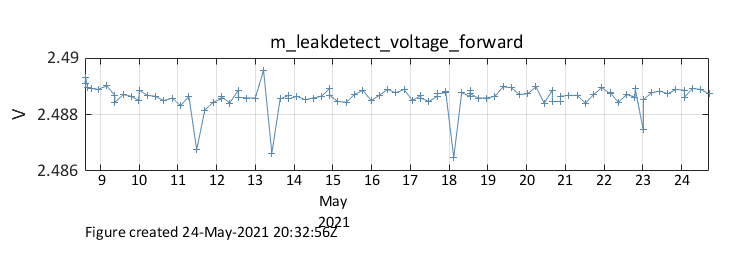 m_leakdetect_voltage_forward
2.49
2.488
2.486
V
9 10 11 12 13 14 15 16 17 18 19 20 21 22 23 24
May
2021
Figure created 24-May-2021 20:32:56Z